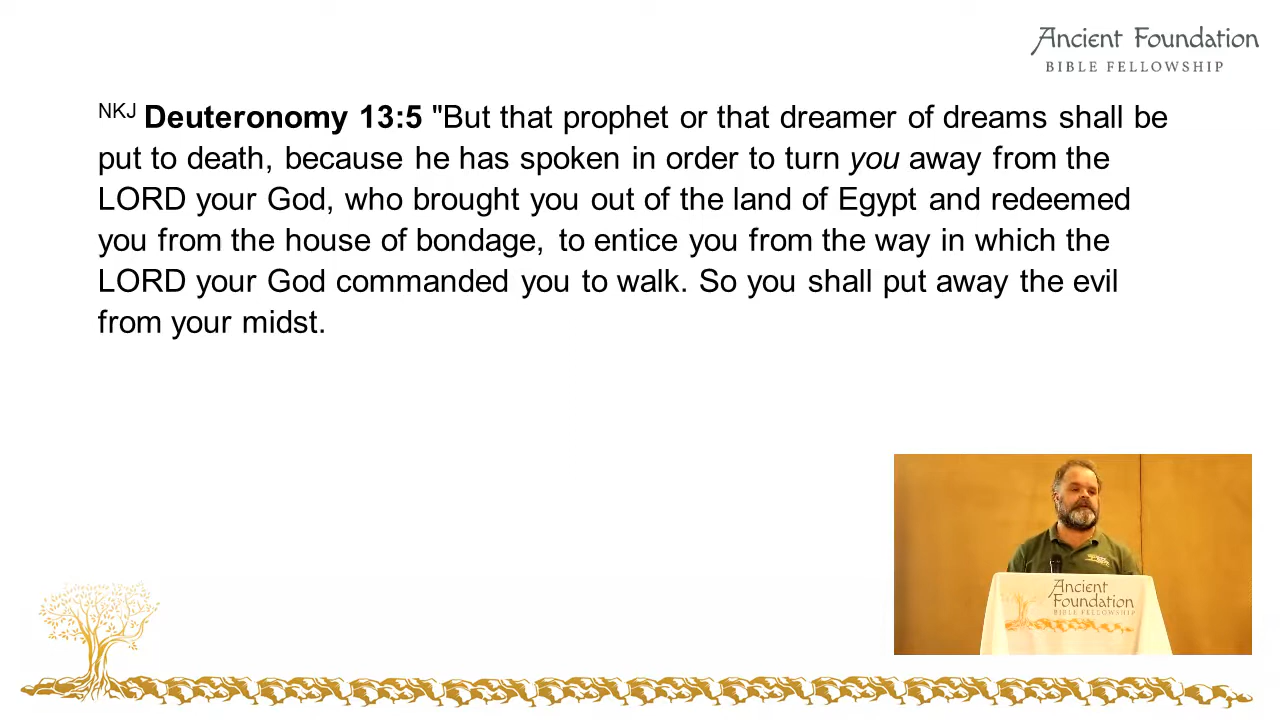 Ancient Foundation
BIBLE FELLOWSHIP
NKJ Deuteronomy 13:5 "But that prophet or that dreamer of dreams shall be
put to death, because he has spoken in order to turn you away from the
LORD your God, who brought you out of the land of Egypt and redeemed
you from the house of bondage, to entice you from the way in which the
LORD your God commanded you to walk. So you shall put away the evil
from your midst.
Ancient
Foundation
BIBLE FELLOWSHIP